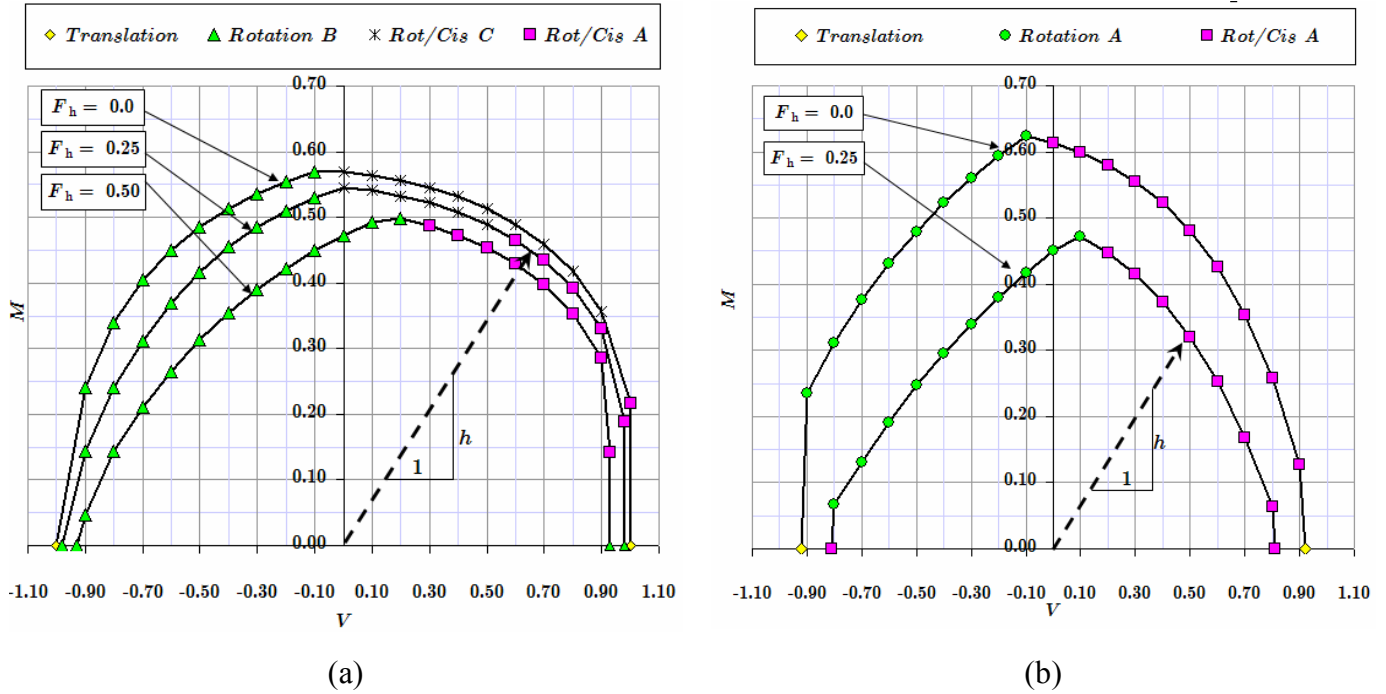 Translation Rotation B Rot/Cis C Rot/Cis A
0.70
F_h = 0.0
0.60
F_h = 0.25
F_h = 0.50
0.50
0.40
M
0.30
0.20
h
1
0.10
0.00
-1.10 -0.90 -0.70 -0.50 -0.30 -0.10 0.10 0.30 0.50 0.70 0.90 1.10
V
(a)
Translation Rotation A Rot/Cis A
0.70
F_h = 0.0
0.60
F_h = 0.25
0.50
0.40
M
0.30
0.20
h
1
0.10
0.00
-1.10 -0.90 -0.70 -0.50 -0.30 -0.10 0.10 0.30 0.50 0.70 0.90 1.10
V
(b)